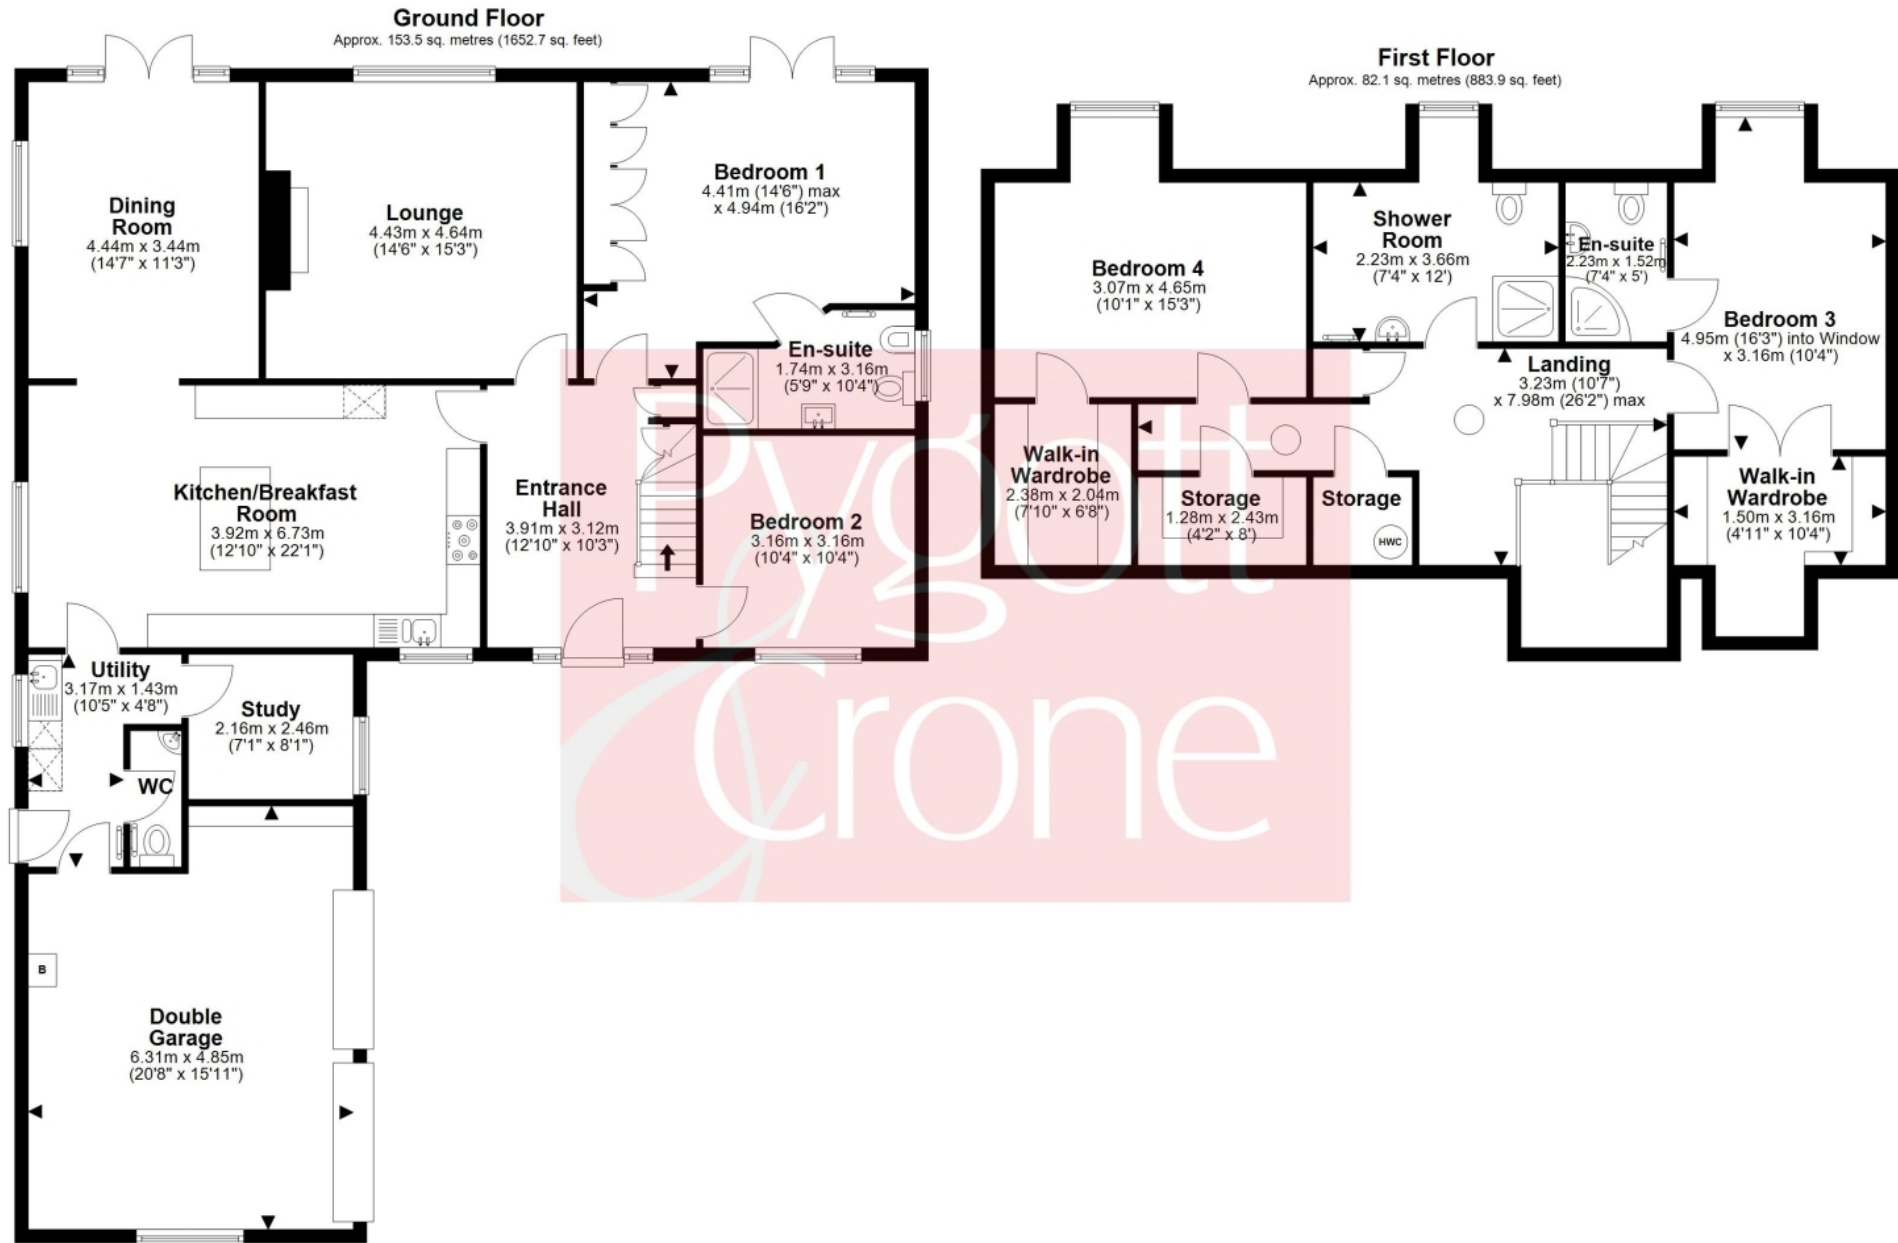 Ground Floor
Approx. 153.5 sq. metres (1652.7 sq. feet)
Dining
Room
4.44m x 3.44m
(14'7" x 11'3")
Lounge
4.43m x 4.64m
(14'6" x 15'3")
Bedroom 1
4.41m (14'6") max
x 4.94m (16'2")
En-suite
1.74m x 3.16m
(5'9" x 10'4")
Kitchen/Breakfast
Room
3.92m x 6.73m
(12'10" x 22'1")
Entrance
Hall
3.91m x 3.12m
(12'10" x 10'3")
Bedroom 2
3.16m x 3.16m
(10'4" x 10'4")
Utility
3.17m x 1.43m
(10'5" x 4'8")
Study
2.16m x 2.46m
(7'1" x 8'1")
WC
B
Double
Garage
6.31m x 4.85m
(20'8" x 15'11")
First Floor
Approx. 82.1 sq. metres (883.9 sq. feet)
Bedroom 4
3.07m x 4.65m
(10'1" x 15'3")
Shower
Room
2.23m x 3.66m
(7'4" x 12')
En-suite
2.23m x 1.52m
(7'4" x 5')
Bedroom 3
4.95m (16'3") into Window
x 3.16m (10'4")
Landing
3.23m (10'7")
x 7.98m (26'2") max
Walk-in
Wardrobe
2.38m x 2.04m
(7'10" x 6'8")
Storage
1.28m x 2.43m
(4'2" x 8')
Storage
HWC
Walk-in
Wardrobe
1.50m x 3.16m
(4'11" x 10'4")
Pygott
& Crone